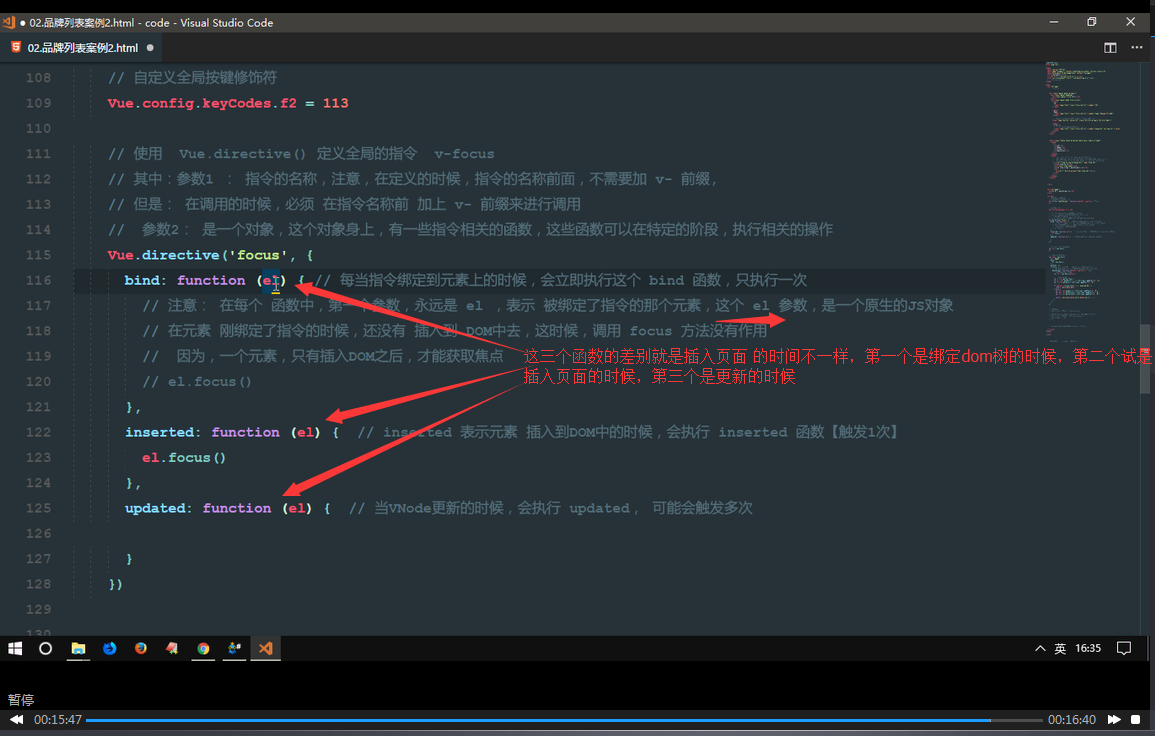 02.品牌列表案例2.html - code - Visual Studio Code
02.品牌列表案例2.html
108 // 自定义全局按键修饰符
109 Vue.config.keyCodes.f2 = 113
110
111 // 使用 Vue.directive() 定义全局的指令 v-focus
112 // 其中：参数1 ： 指令的名称，注意，在定义的时候，指令的名称前面，不需要加 v- 前缀，
113 // 但是： 在调用的时候，必须 在指令名称前 加上 v- 前缀来进行调用
114 // 参数2： 是一个对象，这个对象身上，有一些指令相关的函数，这些函数可以在特定的阶段，执行相关的操作
115 Vue.directive('focus', {
116 bind: function (el) { // 每当指令绑定到元素上的时候，会立即执行这个 bind 函数，只执行一次
117 // 注意： 在每个 函数中，第一个参数，永远是 el ，表示 被绑定了指令的那个元素，这个 el 参数，是一个原生的JS对象
118 // 在元素 刚绑定了指令的时候，还没有 插入到 DOM中去，这时候，调用 focus 方法没有作用
119 // 因为，一个元素，只有插入DOM之后，才能获取焦点
这三个函数的差别就是插入页面 的时间不一样，第一个是绑定dom树的时候，第二个试是
插入页面的时候，第三个是更新的时候
120 // el.focus()
121 },
122 inserted: function (el) { // inserted 表示元素 插入到DOM中的时候，会执行 inserted 函数【触发1次】
123 el.focus()
124 },
125 updated: function (el) { // 当VNode更新的时候，会执行 updated， 可能会触发多次
126
127 }
128 })
129
130
英 16:35
暂停
00:15:47 00:16:40